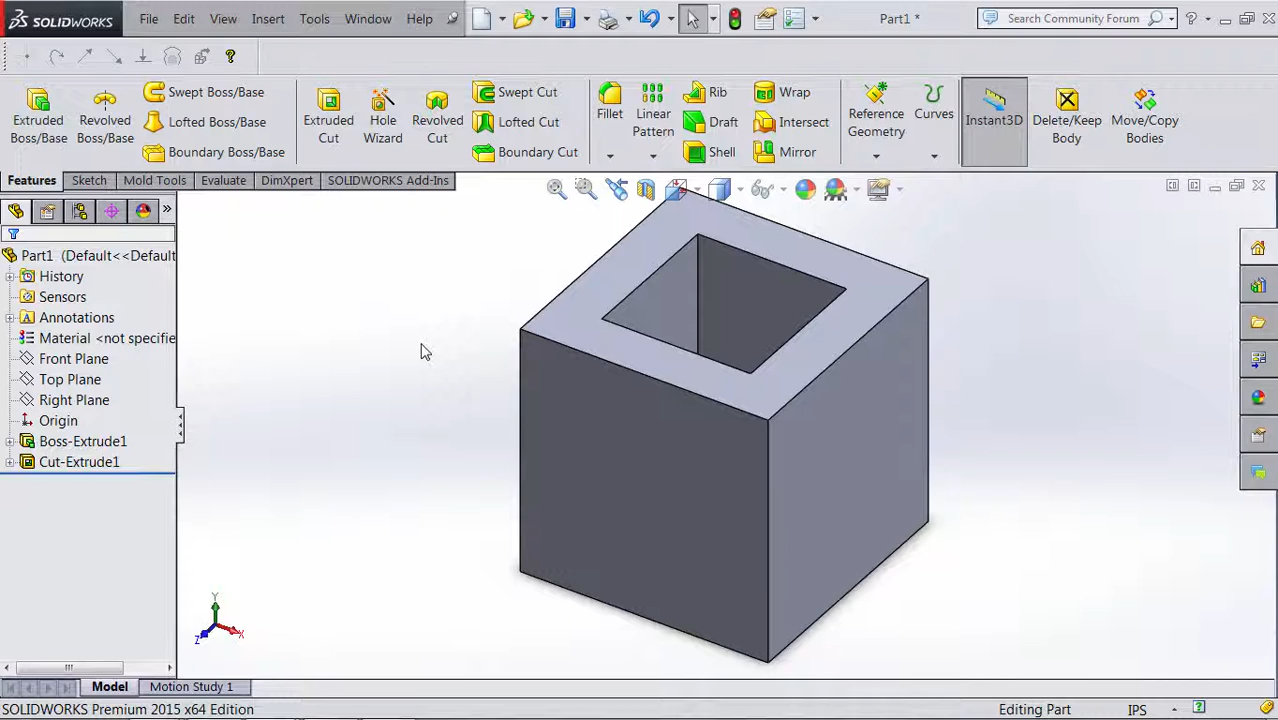 SOLIDWORKS File Edit View Insert Tools Window Help Part1 * Search Community Forum
Extruded Boss/Base Revolved Boss/Base Swept Boss/Base Lofted Boss/Base Boundary Boss/Base Extruded Cut Hole Wizard Revolved Cut Swept Cut Lofted Cut Boundary Cut Fillet Linear Pattern Rib Draft Shell Wrap Intersect Mirror Reference Geometry Curves Instant3D Delete/Keep Body Move/Copy Bodies
Features Sketch Mold Tools Evaluate DimXpert SOLIDWORKS Add-Ins
Part1 (Default<<Default
History
Sensors
Annotations
Material <not specifie
Front Plane
Top Plane
Right Plane
Origin
Boss-Extrude1
Cut-Extrude1
Y
Z X
Model Motion Study 1
SOLIDWORKS Premium 2015 x64 Edition Editing Part IPS